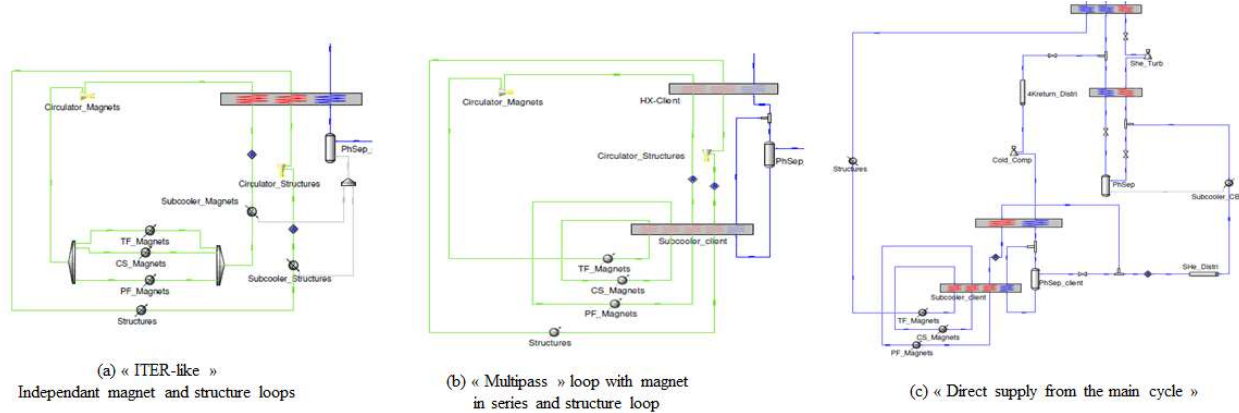 Circulator_Magnets
Circulator_Structures
PhSep_
Subcooler_Magnets
TF_Magnets
CS_Magnets
PF_Magnets
Subcooler_Structures
Structures
(a) « ITER-like »
Independant magnet and structure loops
HX-Client
Circulator_Magnets
Circulator_Structures
PhSep_
Subcooler_client
TF_Magnets
CS_Magnets
PF_Magnets
Structures
(b) « Multipass » loop with magnet
in series and structure loop
She_Turb
4Kreturn_Distri
Structures
Cold_Comp
PhSep
Subcooler_CB
SHe_Distri
PhSep_client
Subcooler_client
TF_Magnets
CS_Magnets
PF_Magnets
(c) « Direct supply from the main cycle »